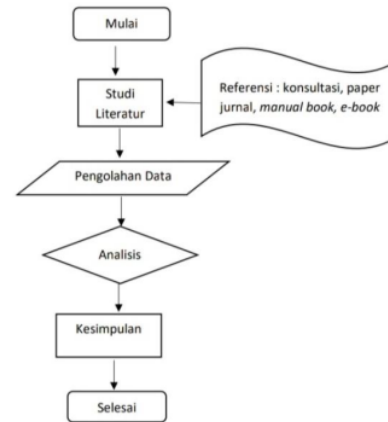 Mulai
Studi
Literatur
Referensi : konsultasi, paper
jurnal, manual book, e-book
Pengolahan Data
Analisis
Kesimpulan
Selesai